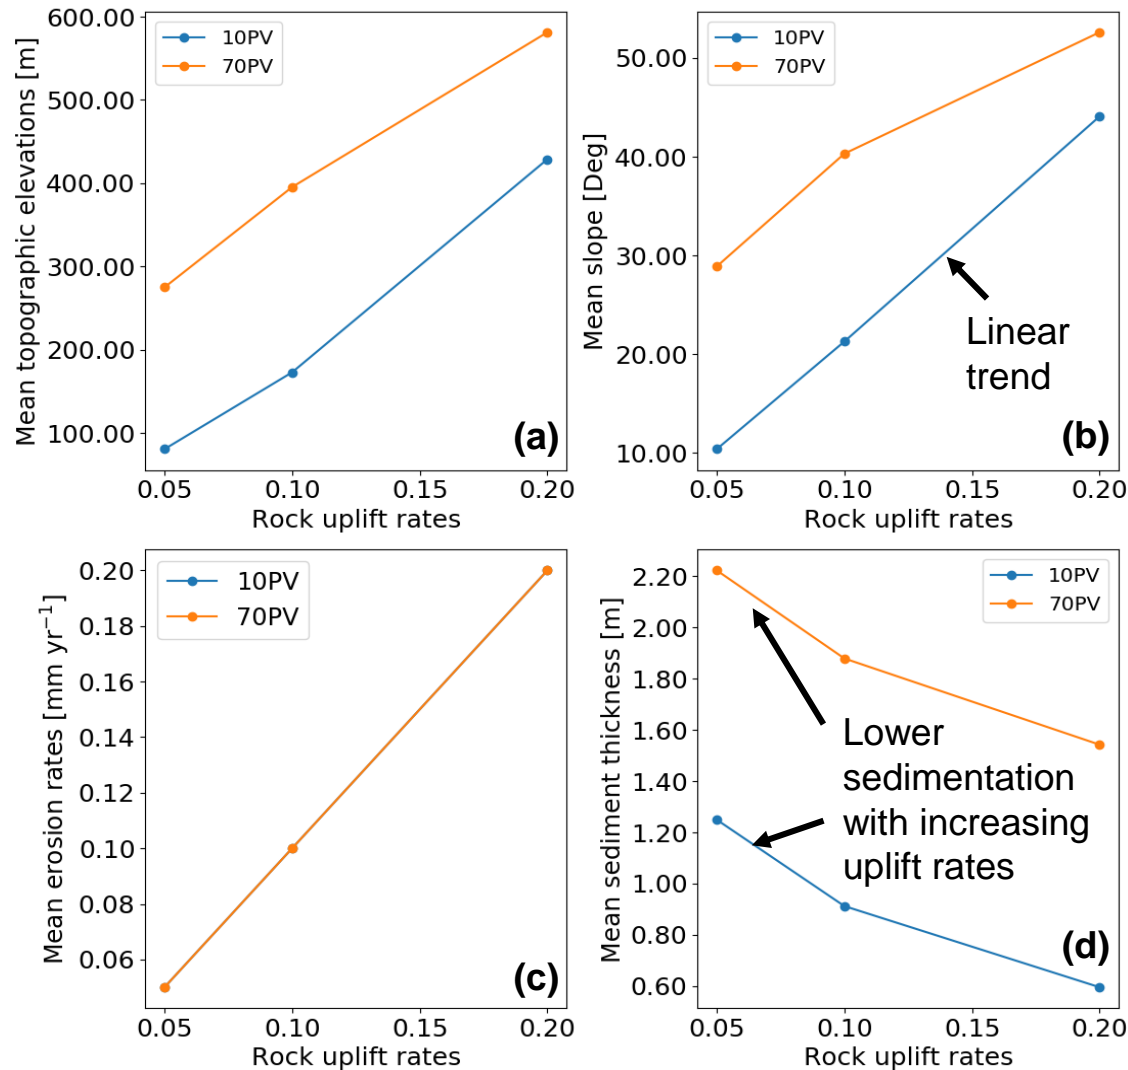 600.00
500.00
400.00
300.00
200.00
100.00
Mean topographic elevations [m]
10PV
70PV
(a)
0.05
0.10
0.15
0.20
Rock uplift rates
50.00
40.00
30.00
20.00
10.00
Mean slope [Deg]
10PV
70PV
Linear
trend
(b)
0.05
0.10
0.15
0.20
Rock uplift rates
0.20
0.18
0.16
0.14
0.12
0.10
0.08
0.06
Mean erosion rates [mm yr⁻¹]
10PV
70PV
(c)
0.05
0.10
0.15
0.20
Rock uplift rates
2.20
2.00
1.80
1.60
1.40
1.20
1.00
0.80
0.60
Mean sediment thickness [m]
10PV
70PV
Lower
sedimentation
with increasing
uplift rates
(d)
0.05
0.10
0.15
0.20
Rock uplift rates